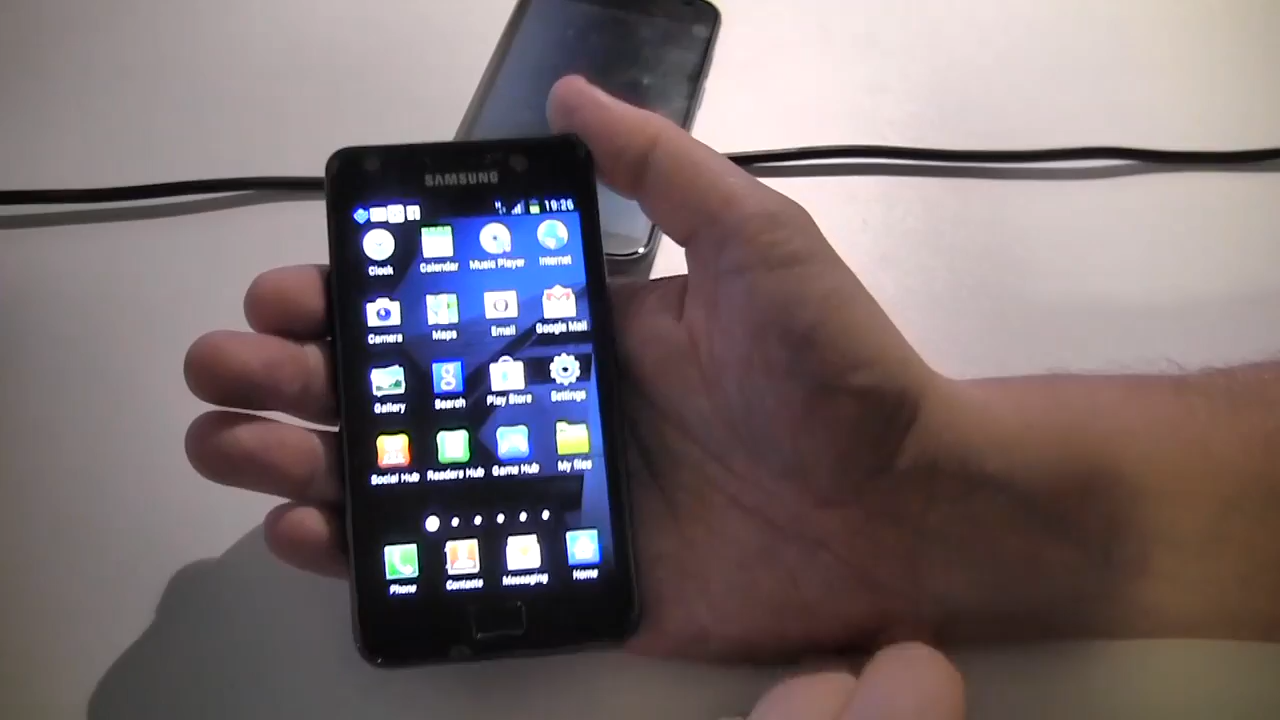 SAMSUNG
19:26
Clock Calendar Music Player Internet
Camera Maps Email Google Mail
Gallery Search Play Store Settings
Social Hub Readers Hub Game Hub My files
Phone Contacts Messaging Home